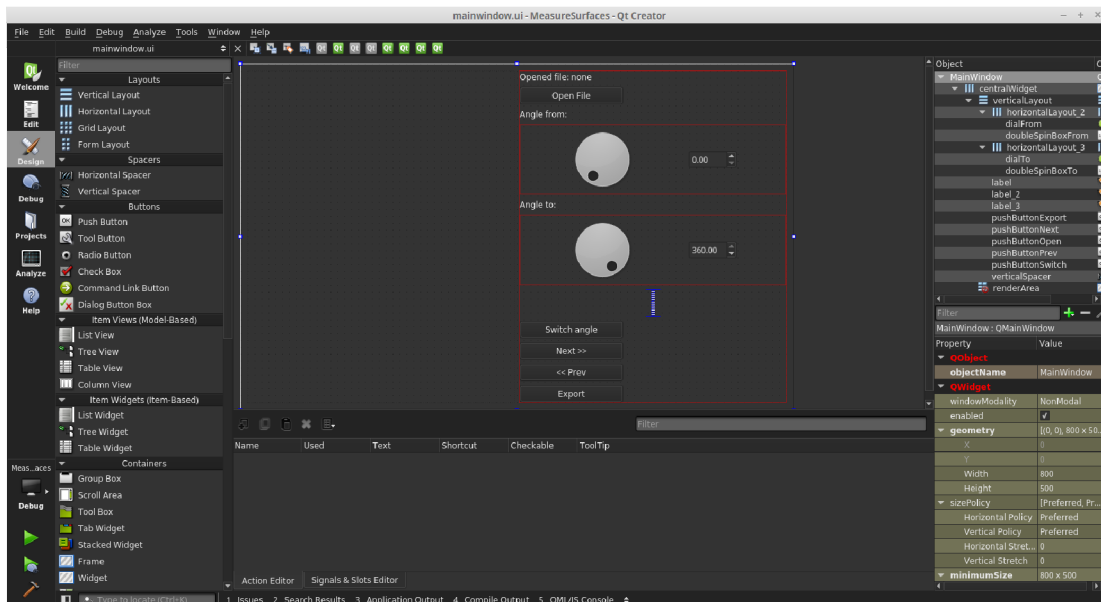 mainwindow.ui - MeasureSurfaces - Qt Creator
File Edit Build Debug Analyze Tools Window Help
mainwindow.ui
Welcome
Edit
Design
Debug
Projects
Analyze
Help
Meas...aces
Debug
Filter
Layouts
Vertical Layout
Horizontal Layout
Grid Layout
Form Layout
Spacers
Horizontal Spacer
Vertical Spacer
Buttons
Push Button
Tool Button
Radio Button
Check Box
Command Link Button
Dialog Button Box
Item Views (Model-Based)
List View
Tree View
Table View
Column View
Item Widgets (Item-Based)
List Widget
Tree Widget
Table Widget
Containers
Group Box
Scroll Area
Tool Box
Tab Widget
Stacked Widget
Frame
Widget
Opened file: none
Open File
Angle from:
0.00
Angle to:
360.00
Switch angle
Next >>
<< Prev
Export
Filter
Name Used Text Shortcut Checkable ToolTip
Action Editor Signals & Slots Editor
Object
MainWindow
centralWidget
verticalLayout
horizontalLayout_2
dialFrom
doubleSpinBoxFrom
horizontalLayout_3
dialTo
doubleSpinBoxTo
label
label_2
label_3
pushButtonExport
pushButtonNext
pushButtonOpen
pushButtonPrev
pushButtonSwitch
verticalSpacer
renderArea
Filter
MainWindow : QMainWindow
Property Value
QObject
objectName MainWindow
QWidget
windowModality NonModal
enabled
geometry [(0, 0), 800 x 50...
X 0
Y 0
Width 800
Height 500
sizePolicy [Preferred, Pr...
Horizontal Policy Preferred
Vertical Policy Preferred
Horizontal Stret... 0
Vertical Stretch 0
minimumSize 800 x 500
Type to locate (Ctrl+K) 1 Issues 2 Search Results 3 Application Output 4 Compile Output 5 QML/JS Console